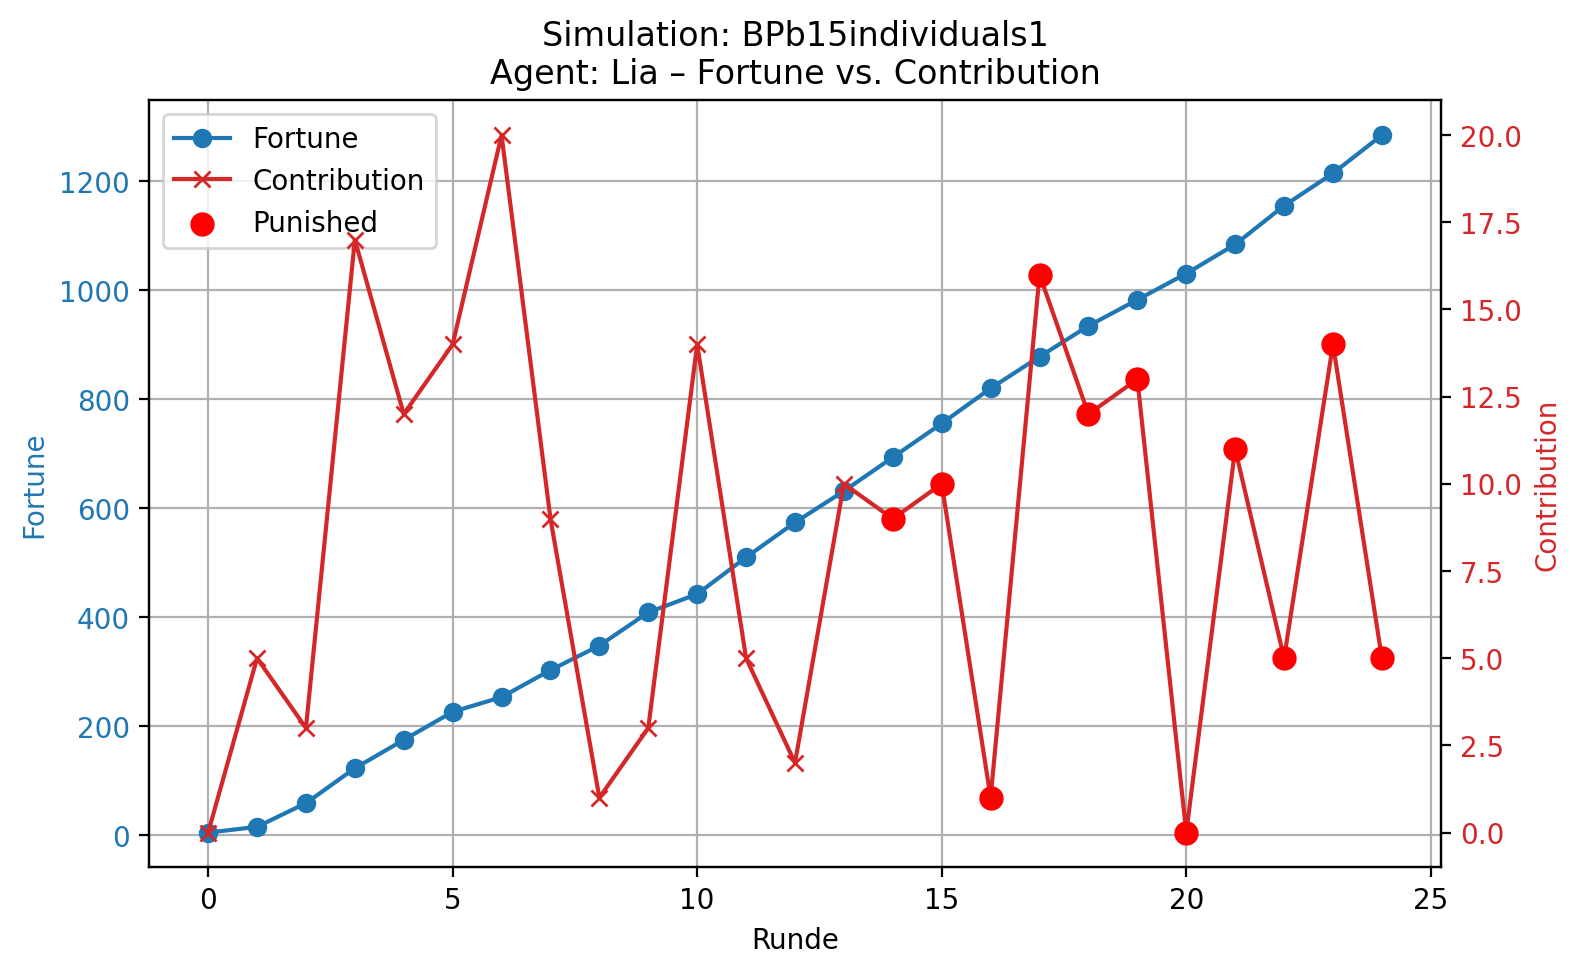 Simulation: BPb15individuals1
Agent: Lia – Fortune vs. Contribution
Fortune
Contribution
Punished
1200
1000
800
600
400
200
0
Fortune
20.0
17.5
15.0
12.5
10.0
7.5
5.0
2.5
0.0
Contribution
0 5 10 15 20 25
Runde